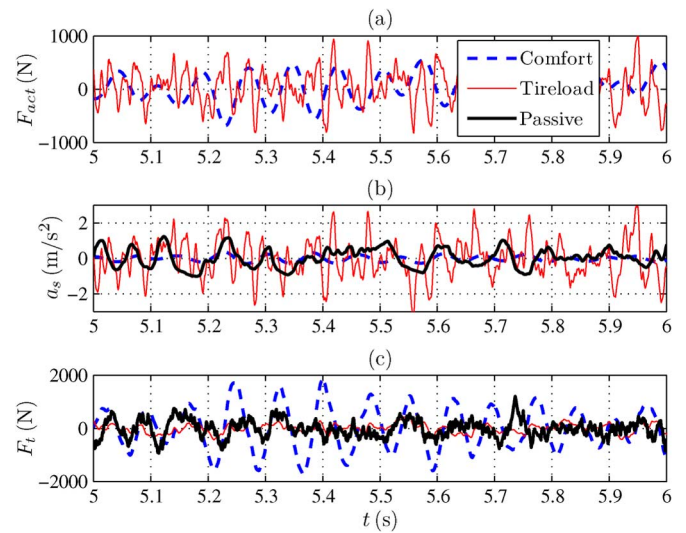 (a)
1000
0
−1000
F_act (N)
Comfort
Tireload
Passive
5 5.1 5.2 5.3 5.4 5.5 5.6 5.7 5.8 5.9 6
(b)
2
0
−2
a_s (m/s²)
5 5.1 5.2 5.3 5.4 5.5 5.6 5.7 5.8 5.9 6
(c)
2000
0
−2000
F_t (N)
5 5.1 5.2 5.3 5.4 5.5 5.6 5.7 5.8 5.9 6
t (s)